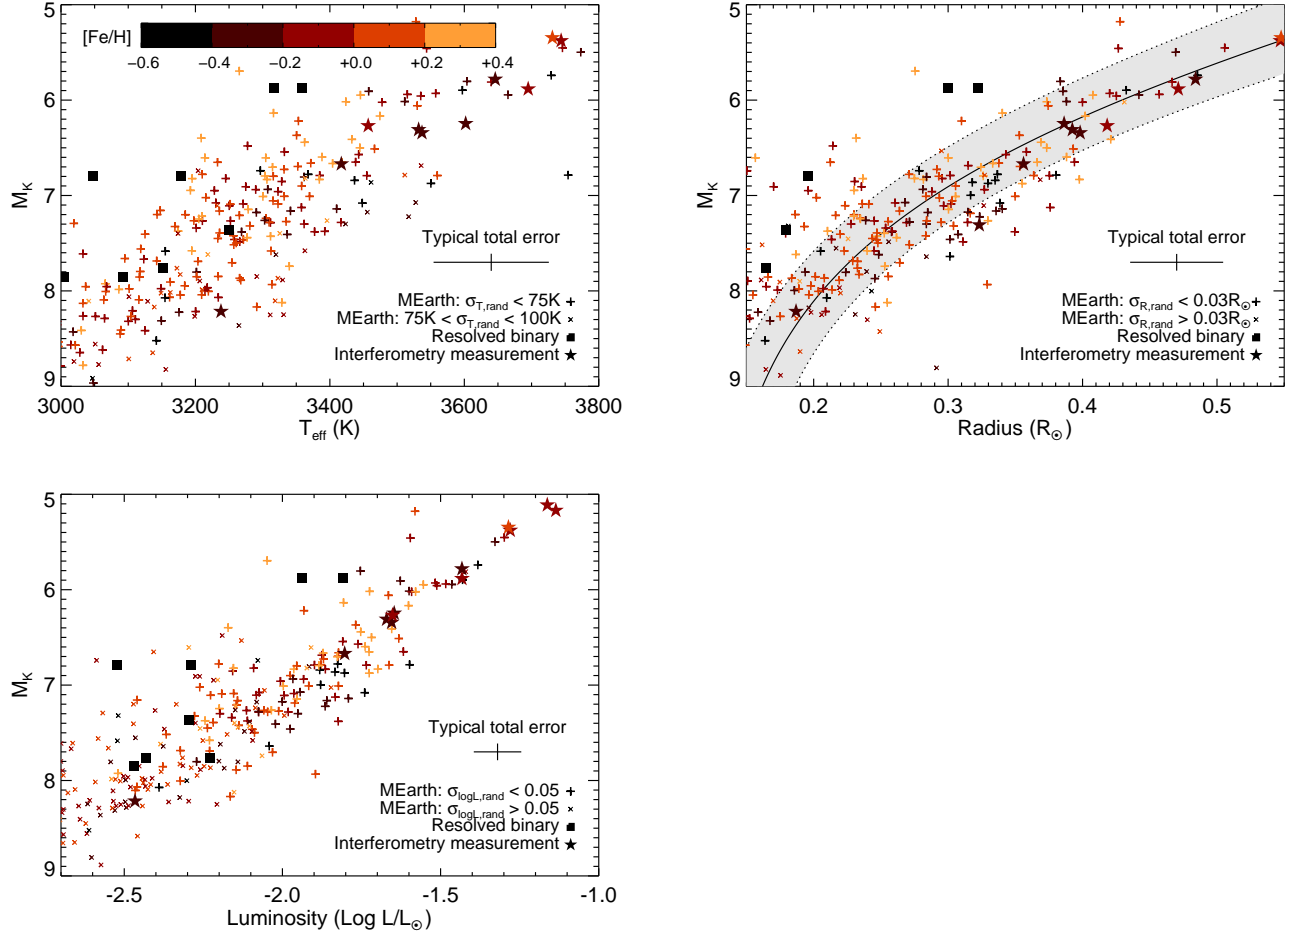 5
6
7
8
9
M_K
[Fe/H]
-0.6 -0.4 -0.2 +0.0 +0.2 +0.4
Typical total error
MEarth: σ_T,rand < 75K
MEarth: 75K < σ_T,rand < 100K
Resolved binary
Interferometry measurement
3000 3200 3400 3600 3800
T_eff (K)
5
6
7
8
9
M_K
Typical total error
MEarth: σ_R,rand < 0.03R_⊙
MEarth: σ_R,rand > 0.03R_⊙
Resolved binary
Interferometry measurement
0.2 0.3 0.4 0.5
Radius (R_⊙)
5
6
7
8
9
M_K
Typical total error
MEarth: σ_logL,rand < 0.05
MEarth: σ_logL,rand > 0.05
Resolved binary
Interferometry measurement
-2.5 -2.0 -1.5 -1.0
Luminosity (Log L/L_⊙)